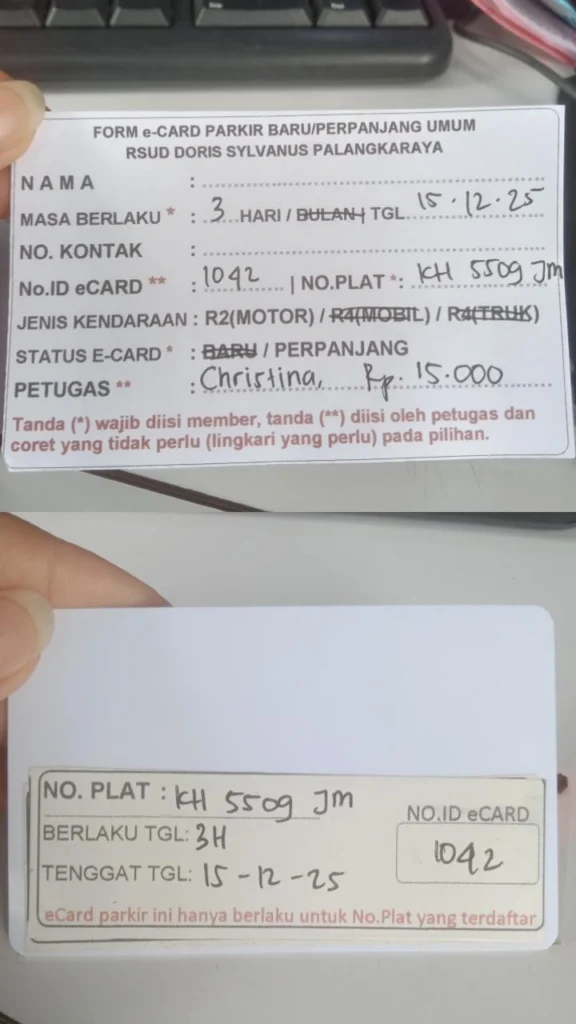 FORM e-CARD PARKIR BARU/PERPANJANG UMUM
RSUD DORIS SYLVANUS PALANGKARAYA
NAMA :
MASA BERLAKU * : 3 HARI / BULAN | TGL 15.12.25
NO. KONTAK :
No.ID eCARD ** : 1042 | NO.PLAT *: KH 5509 JM
JENIS KENDARAAN : R2(MOTOR) / R4(MOBIL) / R4(TRUK)
STATUS E-CARD * : BARU / PERPANJANG
PETUGAS ** : Christina, Rp. 15.000
Tanda (*) wajib diisi member, tanda (**) diisi oleh petugas dan
coret yang tidak perlu (lingkari yang perlu) pada pilihan.
NO. PLAT : KH 5509 JM
BERLAKU TGL: 3H
TENGGAT TGL: 15-12-25
NO.ID eCARD
1042
eCard parkir ini hanya berlaku untuk No.Plat yang terdaftar